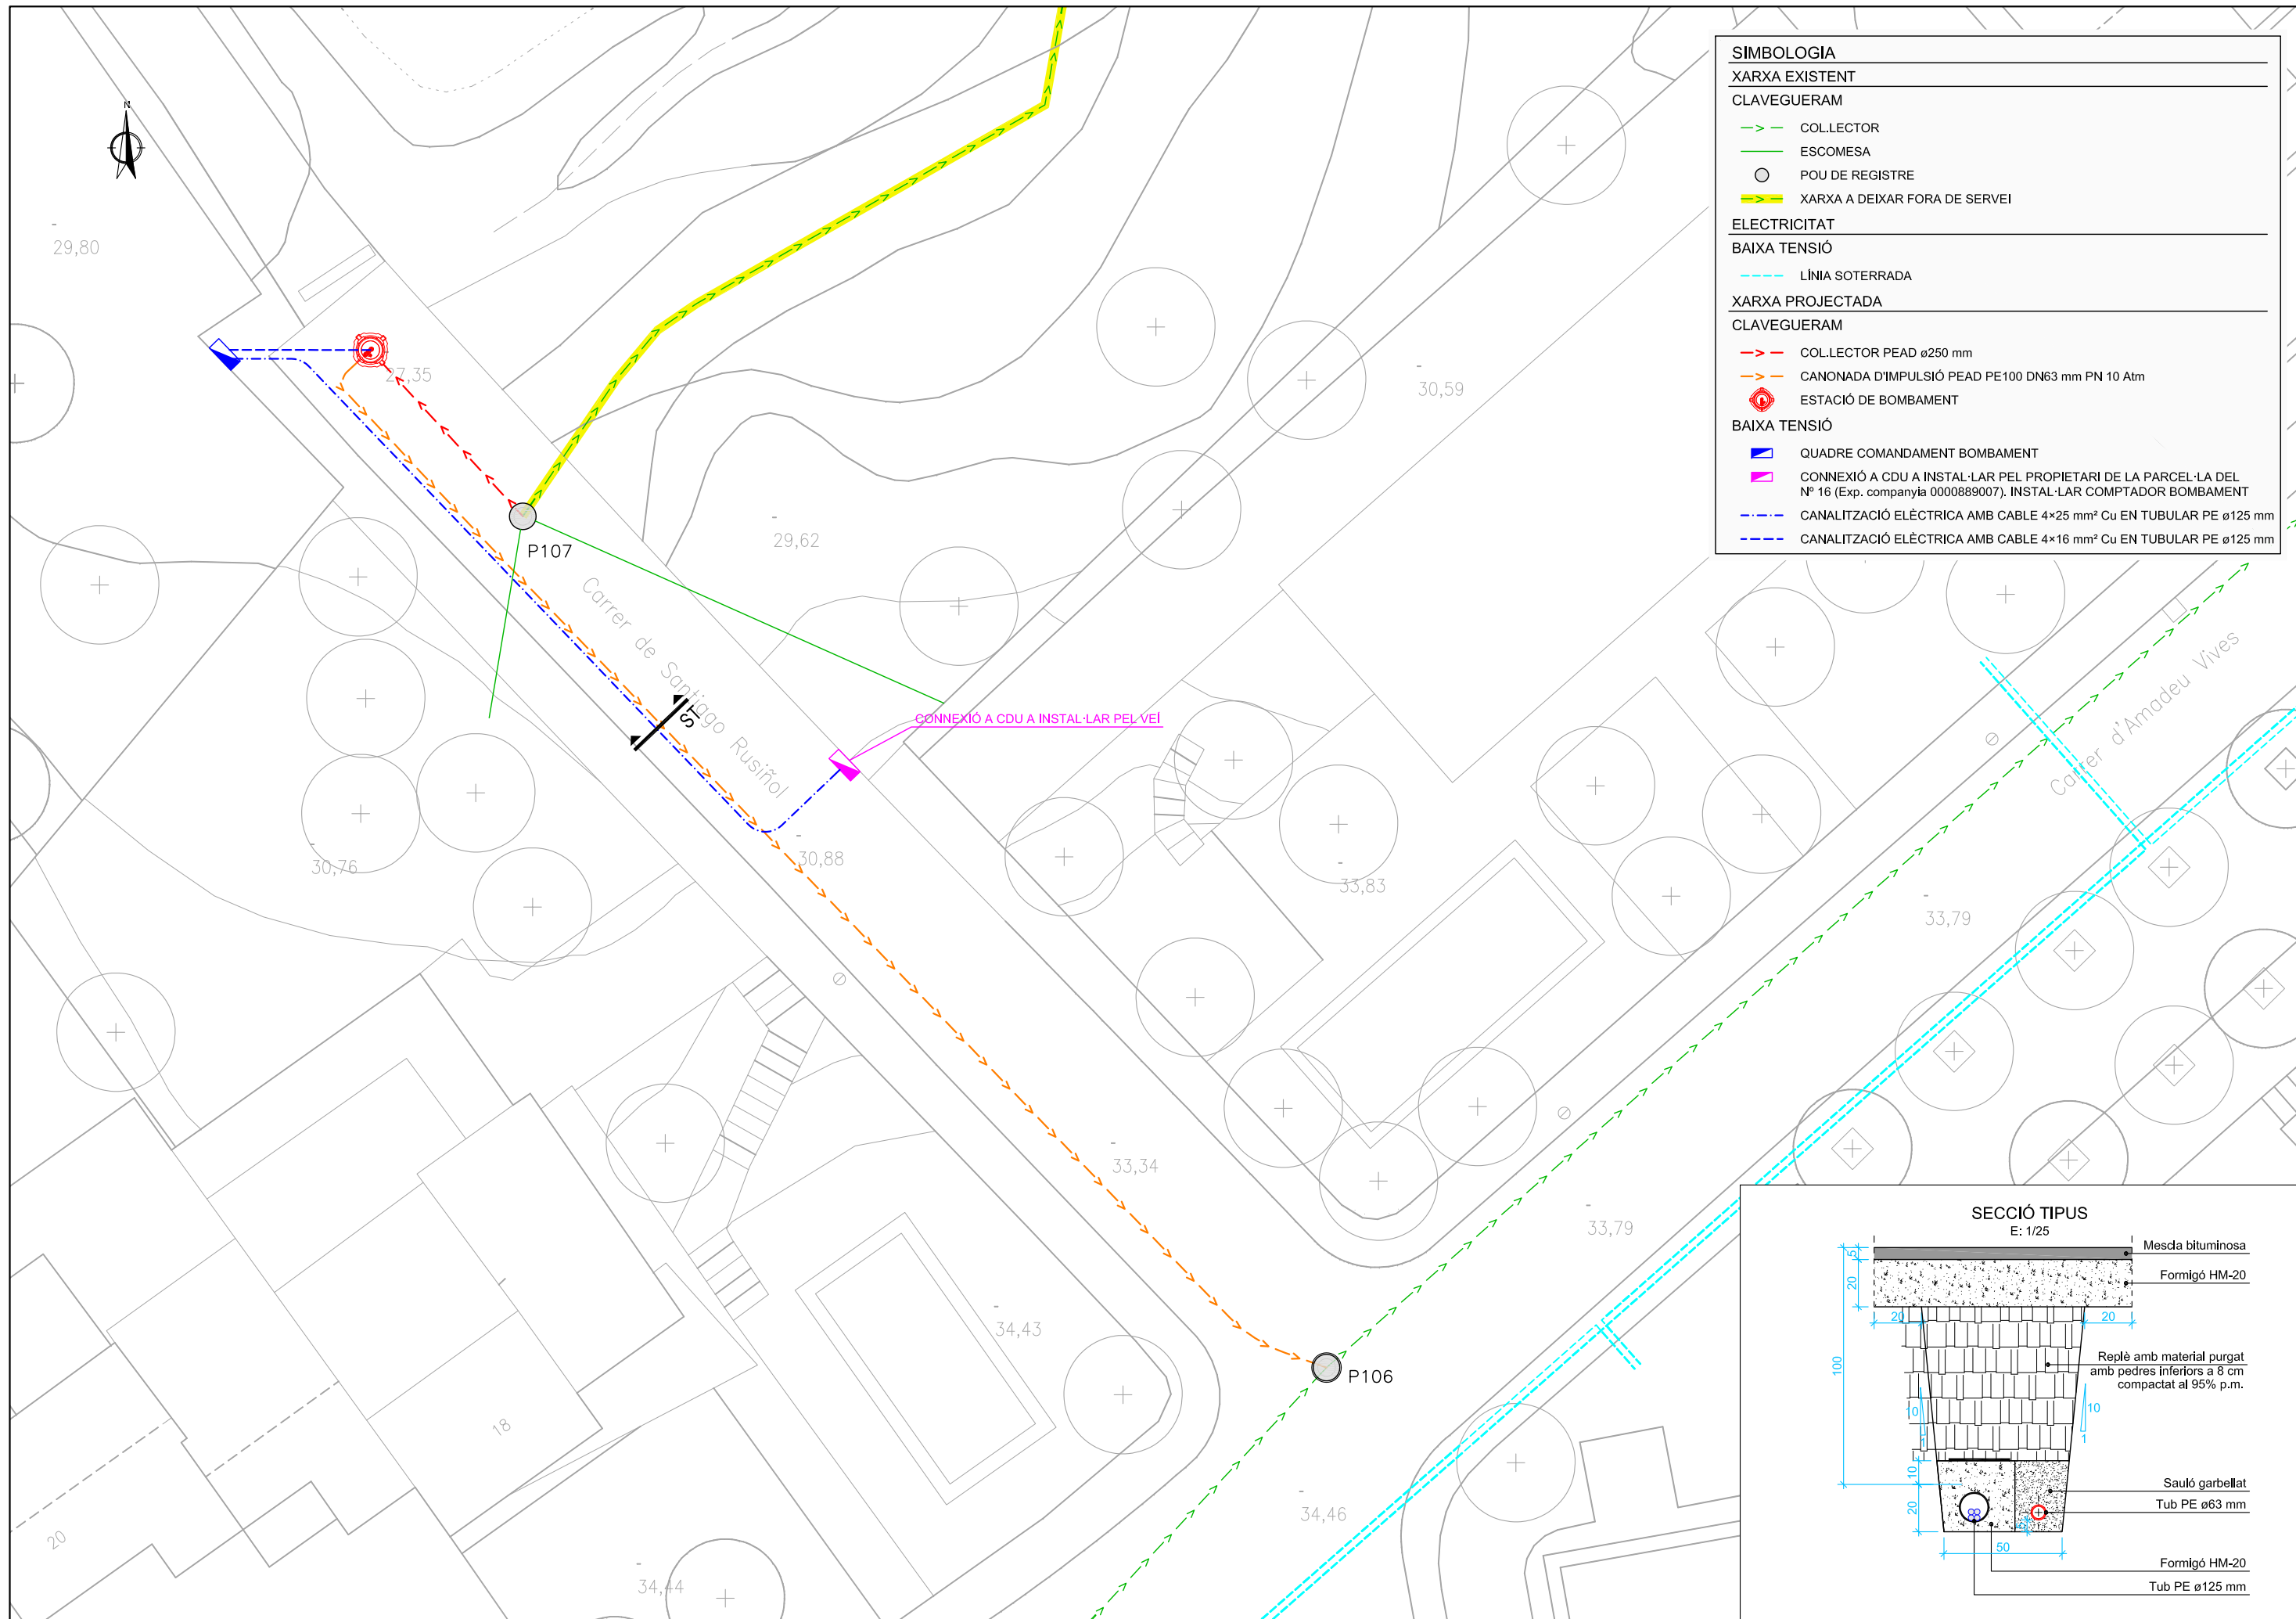 N
29,80
27,35
P107
29,62
30,59
Carrer de Santiago Rusiñol
ST
CONNEXIÓ A CDU A INSTAL·LAR PEL VEÍ
30,76
30,88
33,83
33,79
Carrer d'Amadeu Vives
33,34
33,79
34,43
P106
34,46
34,44
18
20
SIMBOLOGIA
XARXA EXISTENT
CLAVEGUERAM
COL.LECTOR
ESCOMESA
POU DE REGISTRE
XARXA A DEIXAR FORA DE SERVEI
ELECTRICITAT
BAIXA TENSIÓ
LÍNIA SOTERRADA
XARXA PROJECTADA
CLAVEGUERAM
COL.LECTOR PEAD ø250 mm
CANONADA D'IMPULSIÓ PEAD PE100 DN63 mm PN 10 Atm
ESTACIÓ DE BOMBAMENT
BAIXA TENSIÓ
QUADRE COMANDAMENT BOMBAMENT
CONNEXIÓ A CDU A INSTAL·LAR PEL PROPIETARI DE LA PARCEL·LA DEL
Nº 16 (Exp. companyia 0000889007). INSTAL·LAR COMPTADOR BOMBAMENT
CANALITZACIÓ ELÈCTRICA AMB CABLE 4×25 mm² Cu EN TUBULAR PE ø125 mm
CANALITZACIÓ ELÈCTRICA AMB CABLE 4×16 mm² Cu EN TUBULAR PE ø125 mm
SECCIÓ TIPUS
E: 1/25
5
Mescla bituminosa
20
Formigó HM-20
20
20
100
Replè amb material purgat
amb pedres inferiors a 8 cm
compactat al 95% p.m.
10
1
10
1
10
Sauló garbellat
20
Tub PE ø63 mm
5
50
Formigó HM-20
Tub PE ø125 mm